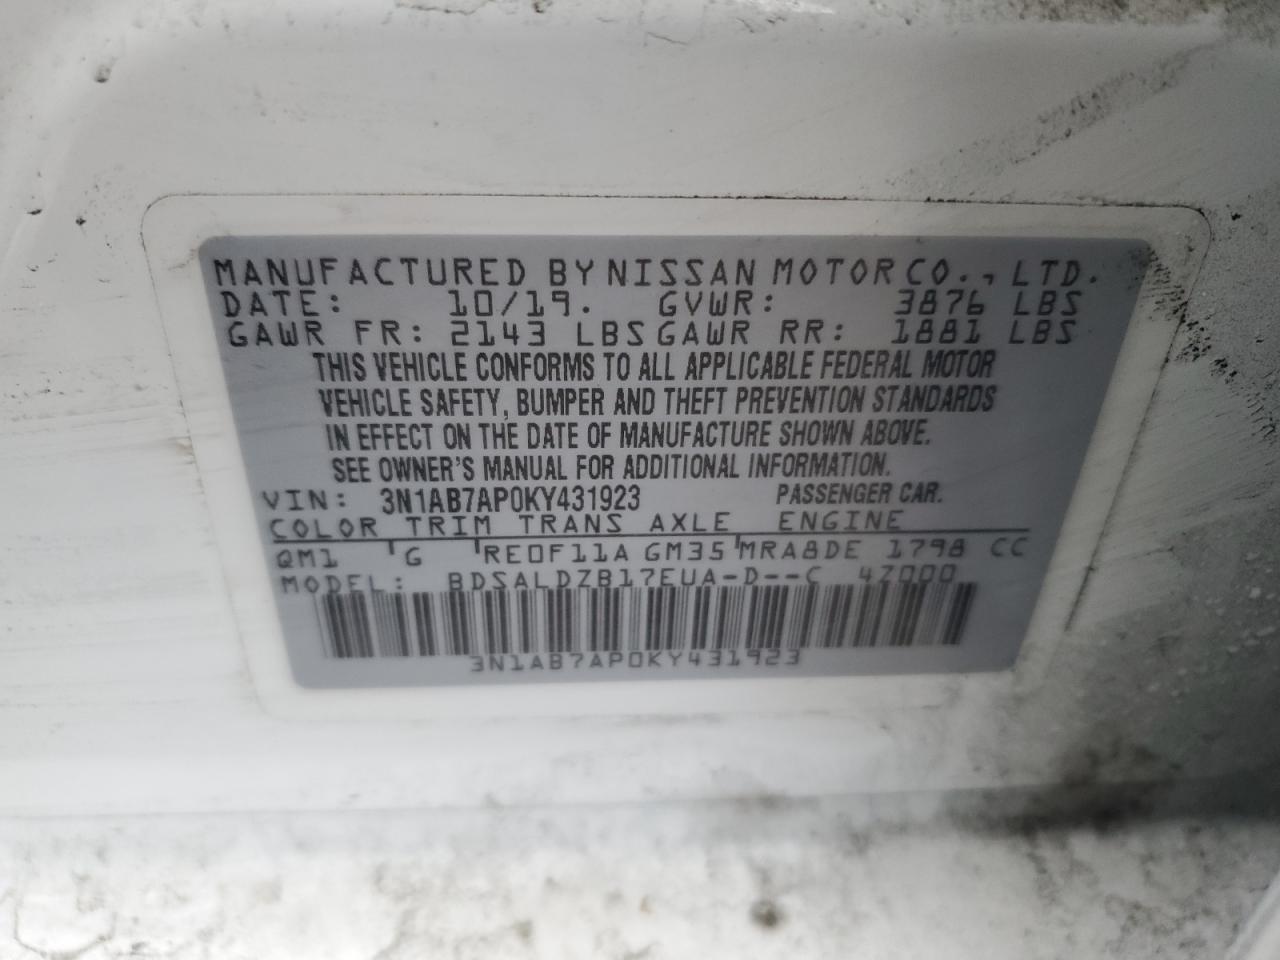 MANUFACTURED BY NISSAN MOTOR CO., LTD.
DATE: 10/19. GVWR: 3876 LBS
GAWR FR: 2143 LBS GAWR RR: 1881 LBS
THIS VEHICLE CONFORMS TO ALL APPLICABLE FEDERAL MOTOR
VEHICLE SAFETY, BUMPER AND THEFT PREVENTION STANDARDS
IN EFFECT ON THE DATE OF MANUFACTURE SHOWN ABOVE.
SEE OWNER'S MANUAL FOR ADDITIONAL INFORMATION.
VIN: 3N1AB7AP0KY431923 PASSENGER CAR.
COLOR TRIM TRANS AXLE ENGINE
QM1 G RE0F11A GM35 MRA8DE 1798 CC
MODEL: BDSALDZB17EUA-D--C 4Z000
3N1AB7AP0KY431923